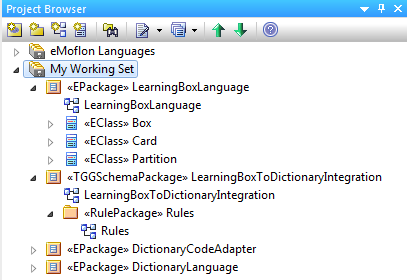 Project Browser
eMoflon Languages
My Working Set
«EPackage» LearningBoxLanguage
LearningBoxLanguage
«EClass» Box
«EClass» Card
«EClass» Partition
«TGGSchemaPackage» LearningBoxToDictionaryIntegration
LearningBoxToDictionaryIntegration
«RulePackage» Rules
Rules
«EPackage» DictionaryCodeAdapter
«EPackage» DictionaryLanguage